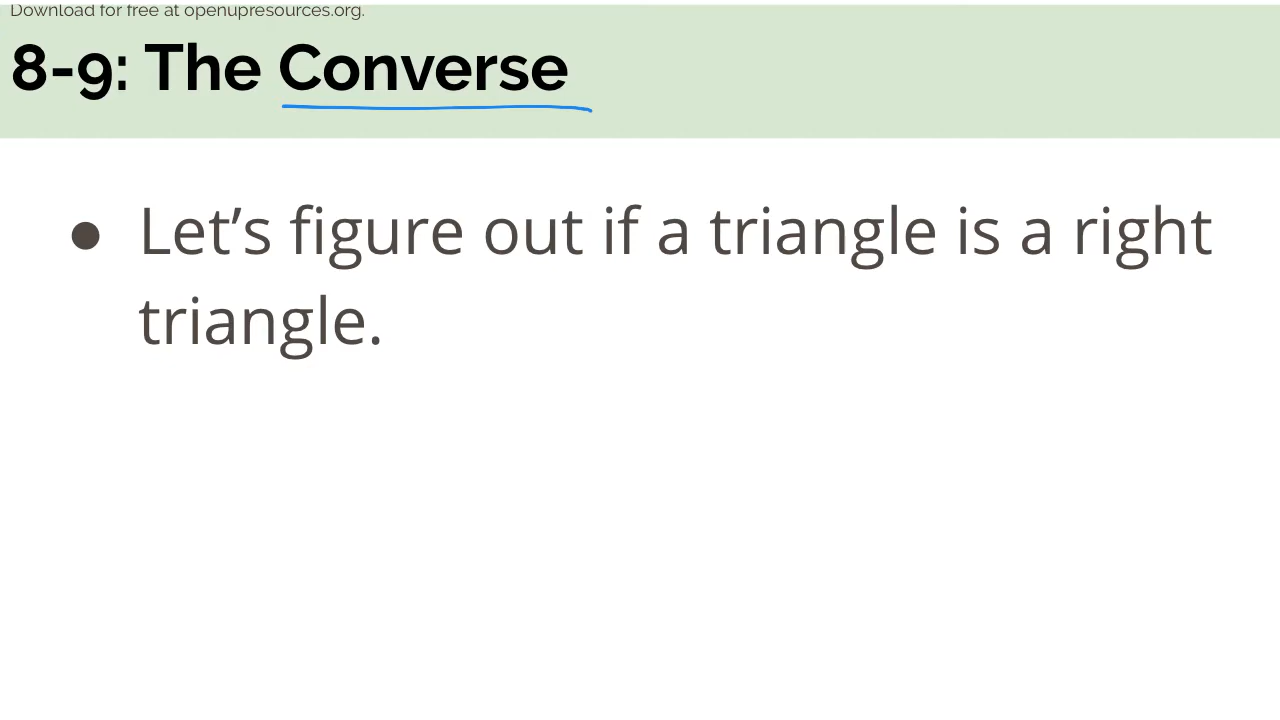 Download for free at openupresources.org.
8-9: The Converse
● Let’s figure out if a triangle is a right
triangle.